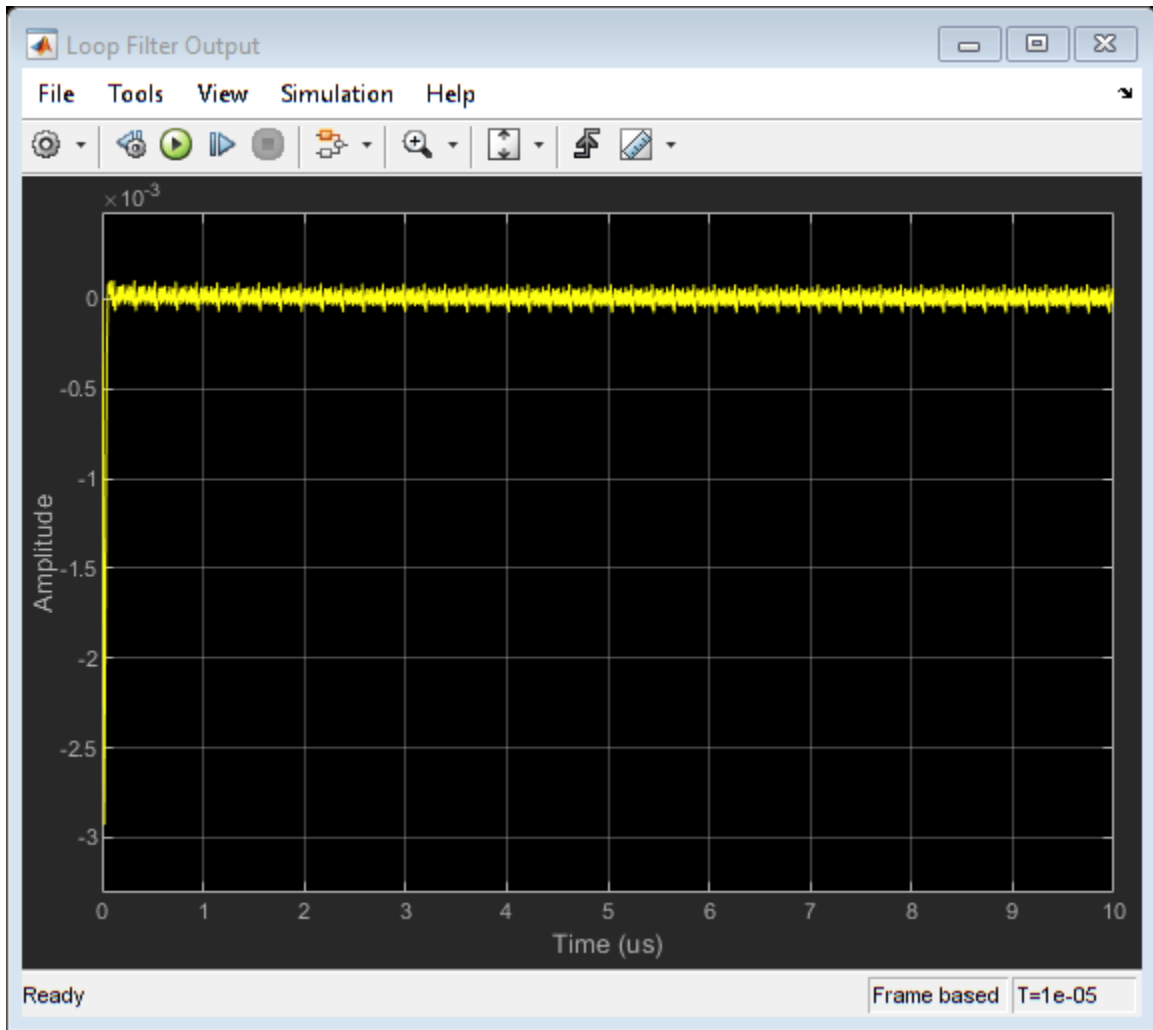 Loop Filter Output
File Tools View Simulation Help
×10-3
0
-0.5
-1
-1.5
-2
-2.5
-3
Amplitude
0 1 2 3 4 5 6 7 8 9 10
Time (us)
Ready Frame based T=1e-05